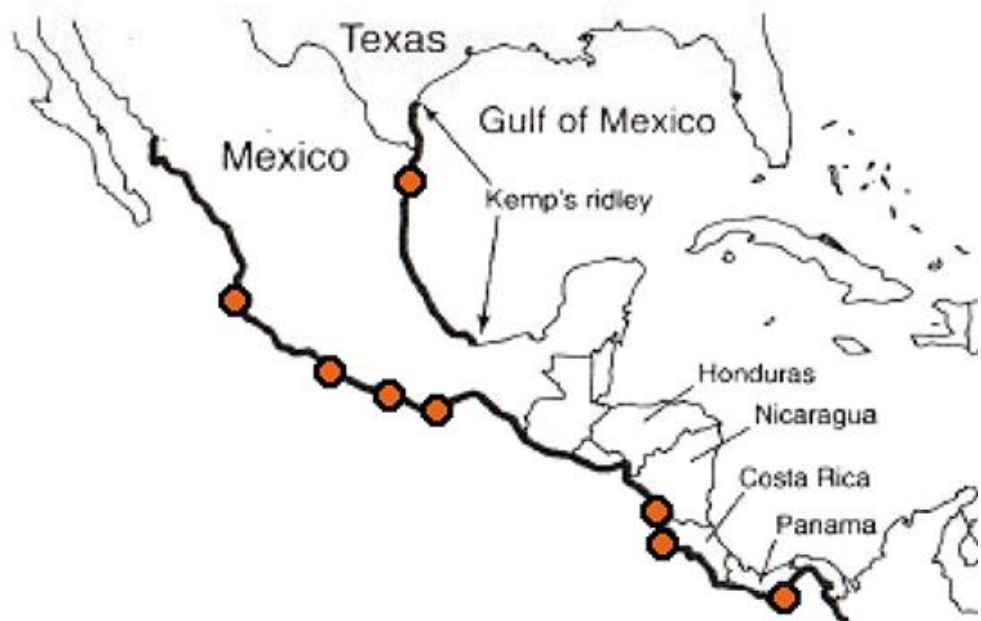 Texas
Gulf of Mexico
Mexico
Kemp's ridley
Honduras
Nicaragua
Costa Rica
Panama